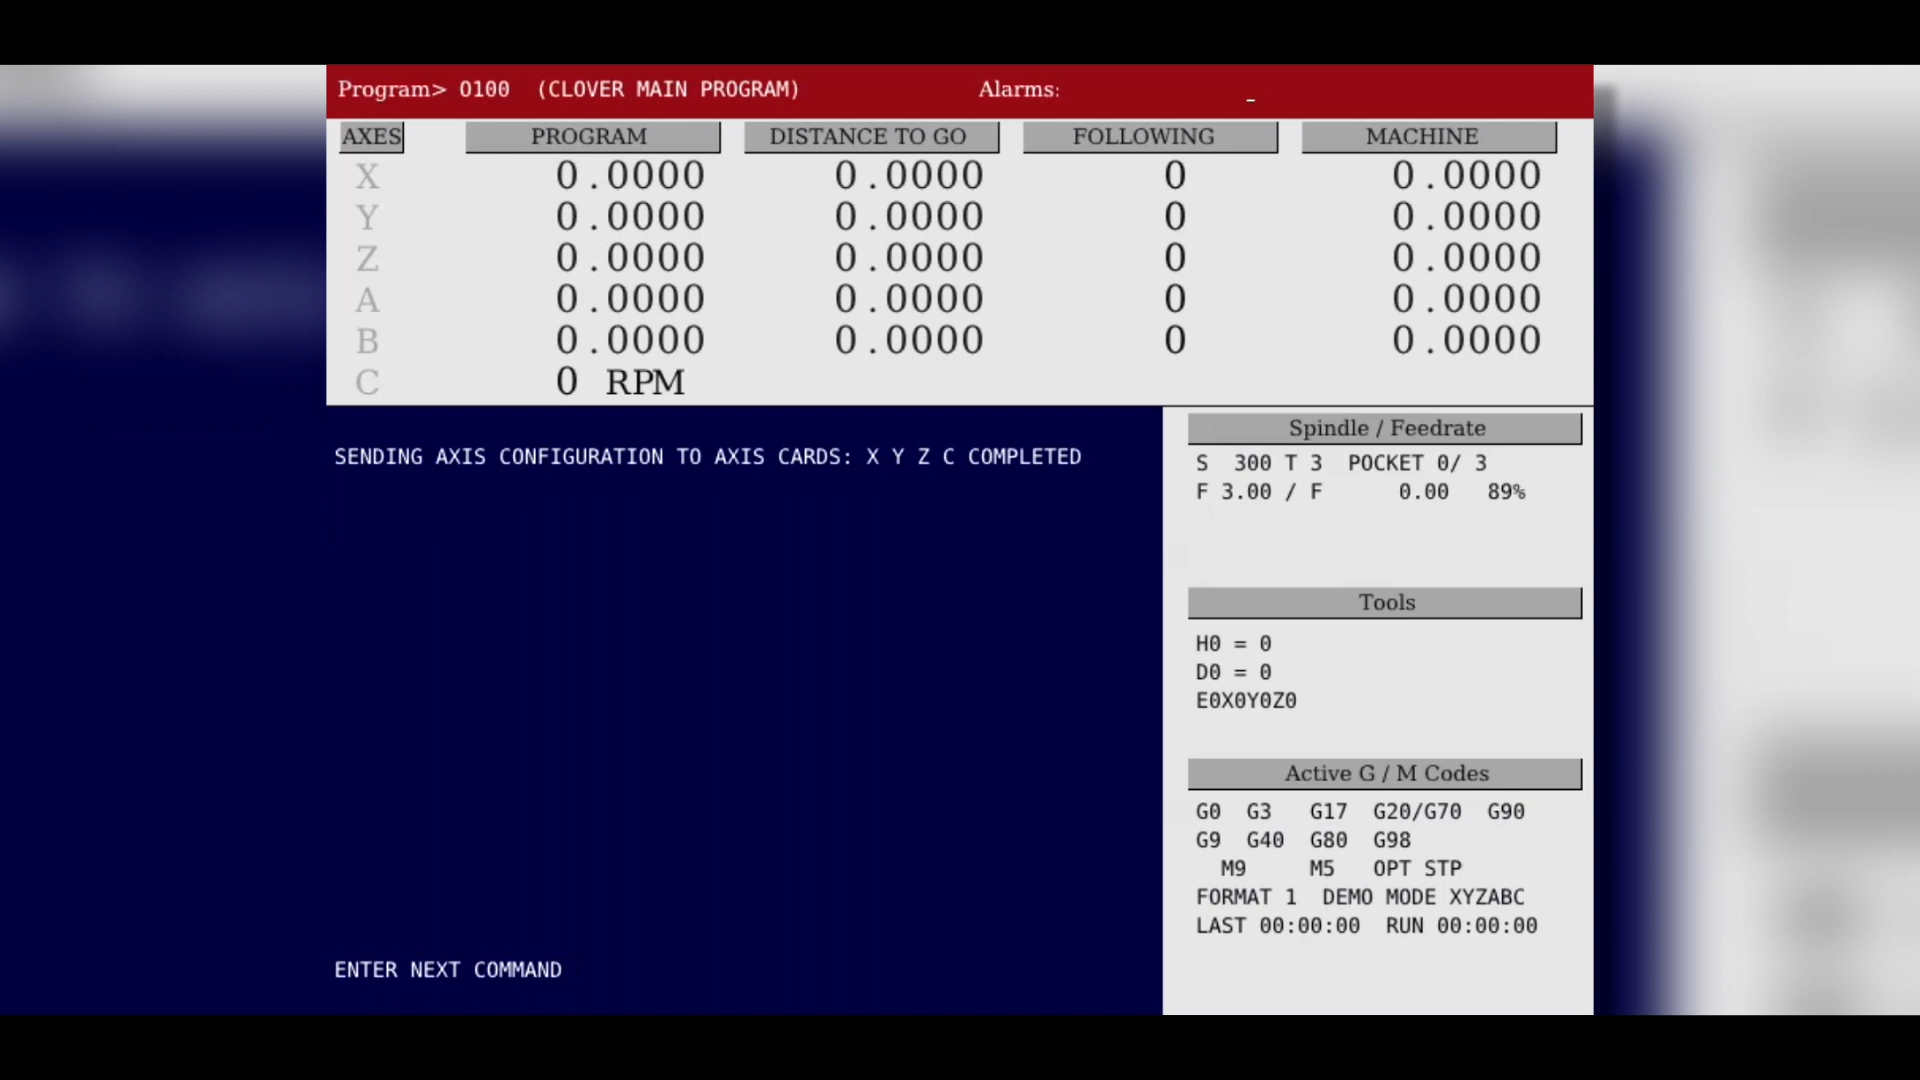 Program> O100 (CLOVER MAIN PROGRAM) Alarms: _
AXES PROGRAM DISTANCE TO GO FOLLOWING MACHINE
X 0.0000 0.0000 0 0.0000
Y 0.0000 0.0000 0 0.0000
Z 0.0000 0.0000 0 0.0000
A 0.0000 0.0000 0 0.0000
B 0.0000 0.0000 0 0.0000
C 0 RPM
SENDING AXIS CONFIGURATION TO AXIS CARDS: X Y Z C COMPLETED
ENTER NEXT COMMAND
Spindle / Feedrate
S 300 T 3 POCKET 0/ 3
F 3.00 / F 0.00 89%
Tools
H0 = 0
D0 = 0
E0X0Y0Z0
Active G / M Codes
G0 G3 G17 G20/G70 G90
G9 G40 G80 G98
M9 M5 OPT STP
FORMAT 1 DEMO MODE XYZABC
LAST 00:00:00 RUN 00:00:00